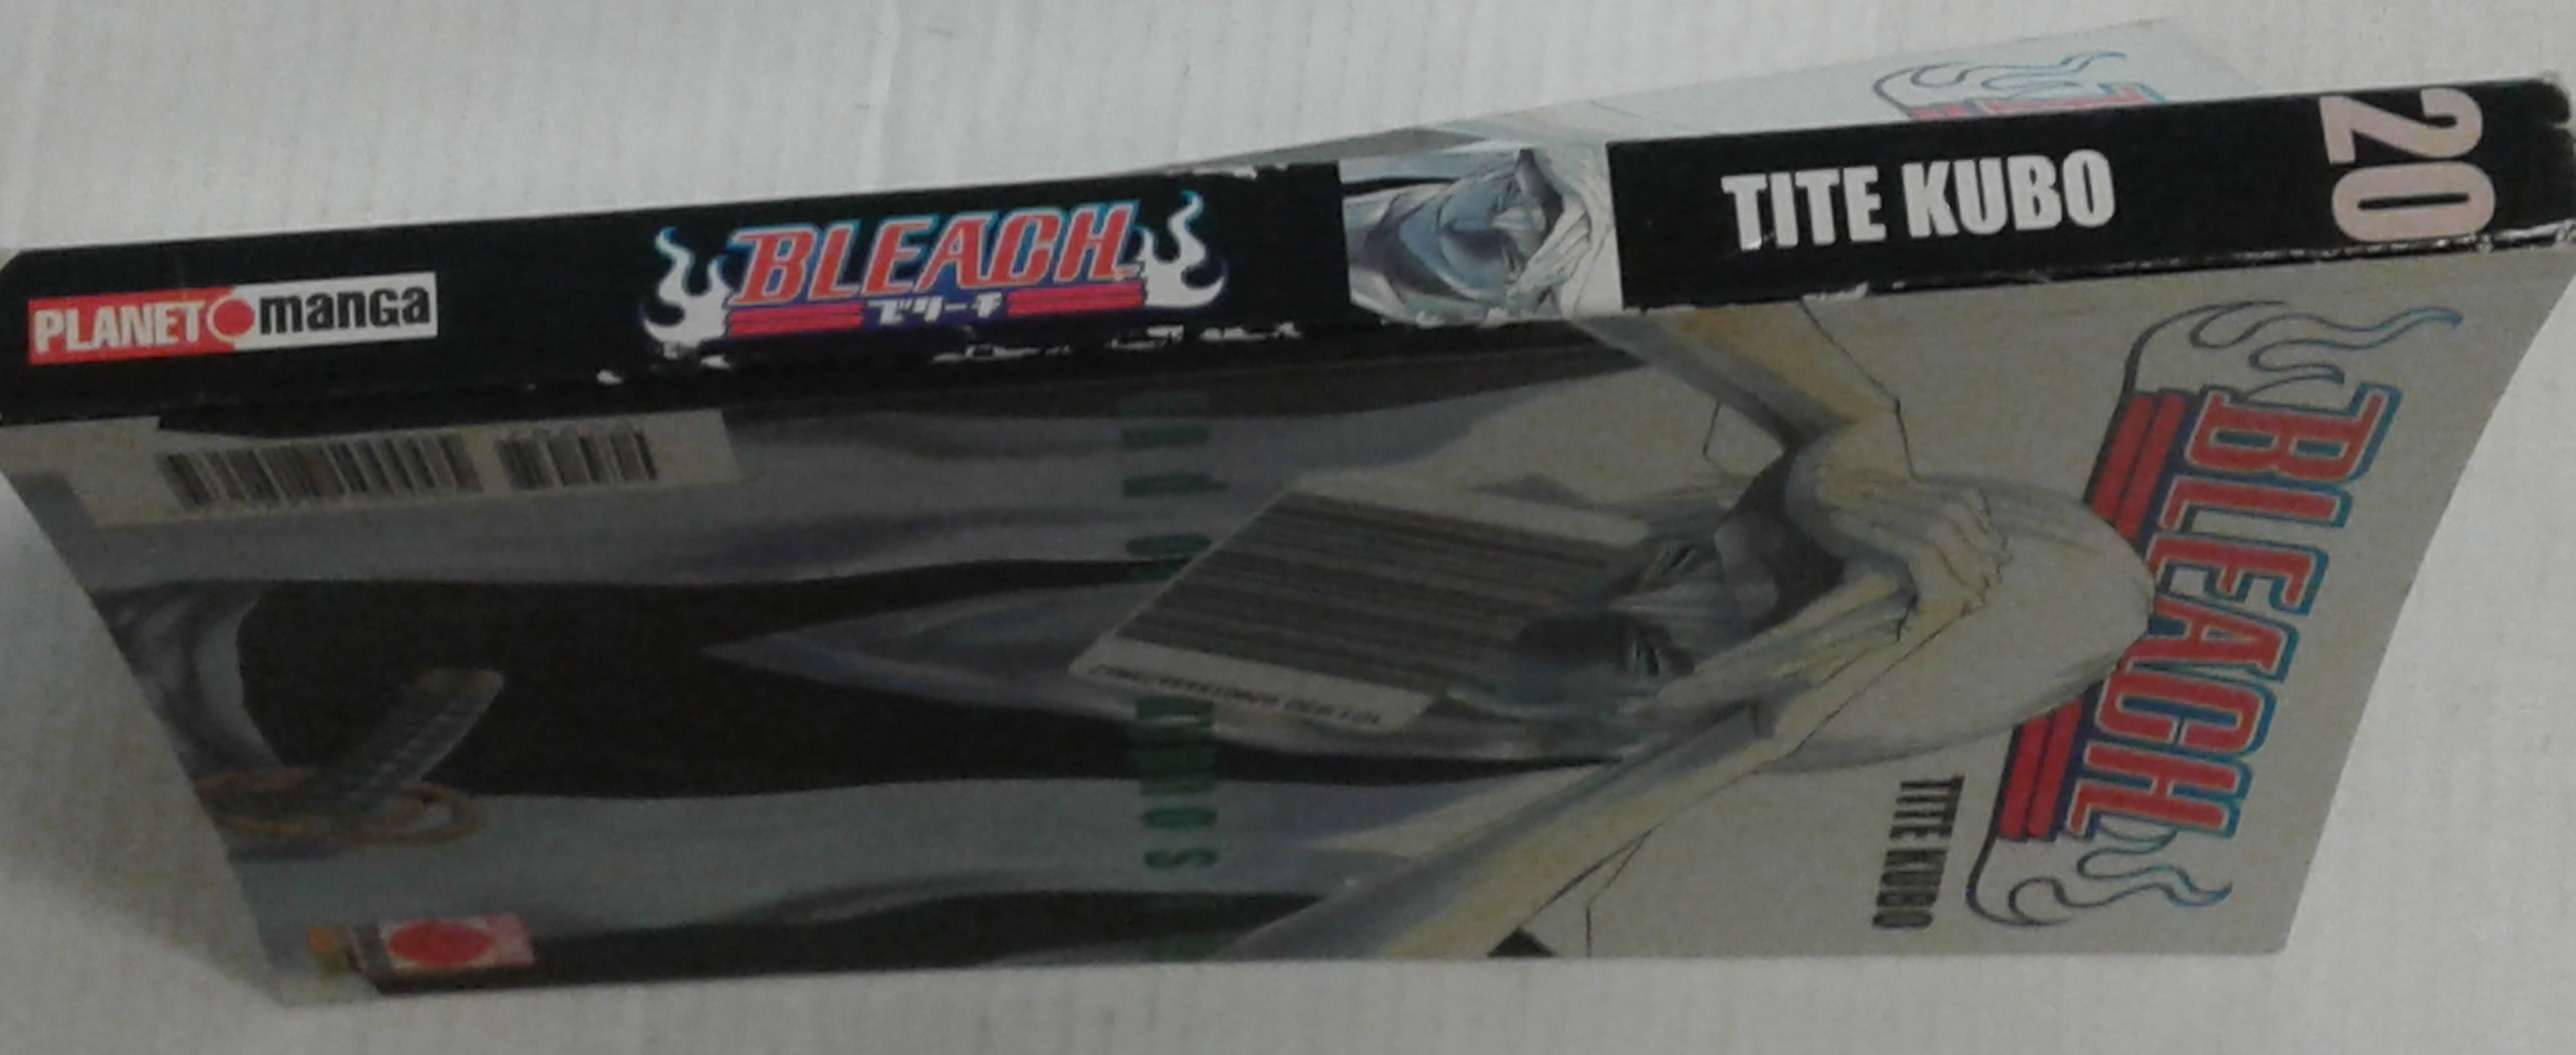 PLANET manga
BLEACH
ブリーチ
TITE KUBO
20
BLEACH
TITE KUBO